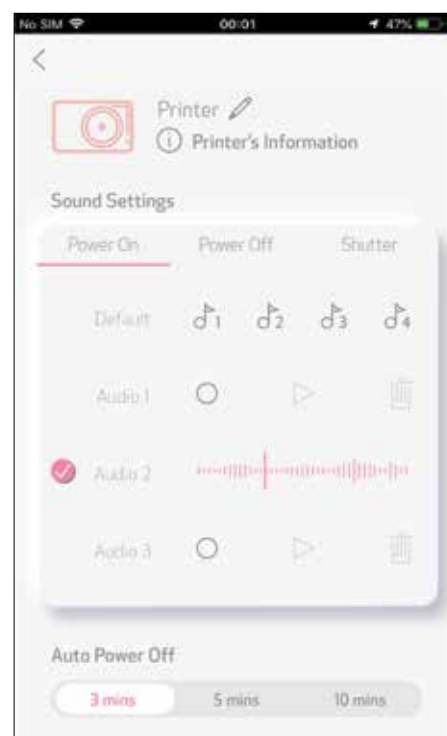 No SIM 00:01 47%
Printer
Printer's Information
Sound Settings
Power On Power Off Shutter
Default 1 2 3 4
Audio 1
Audio 2
Audio 3
Auto Power Off
3 mins 5 mins 10 mins